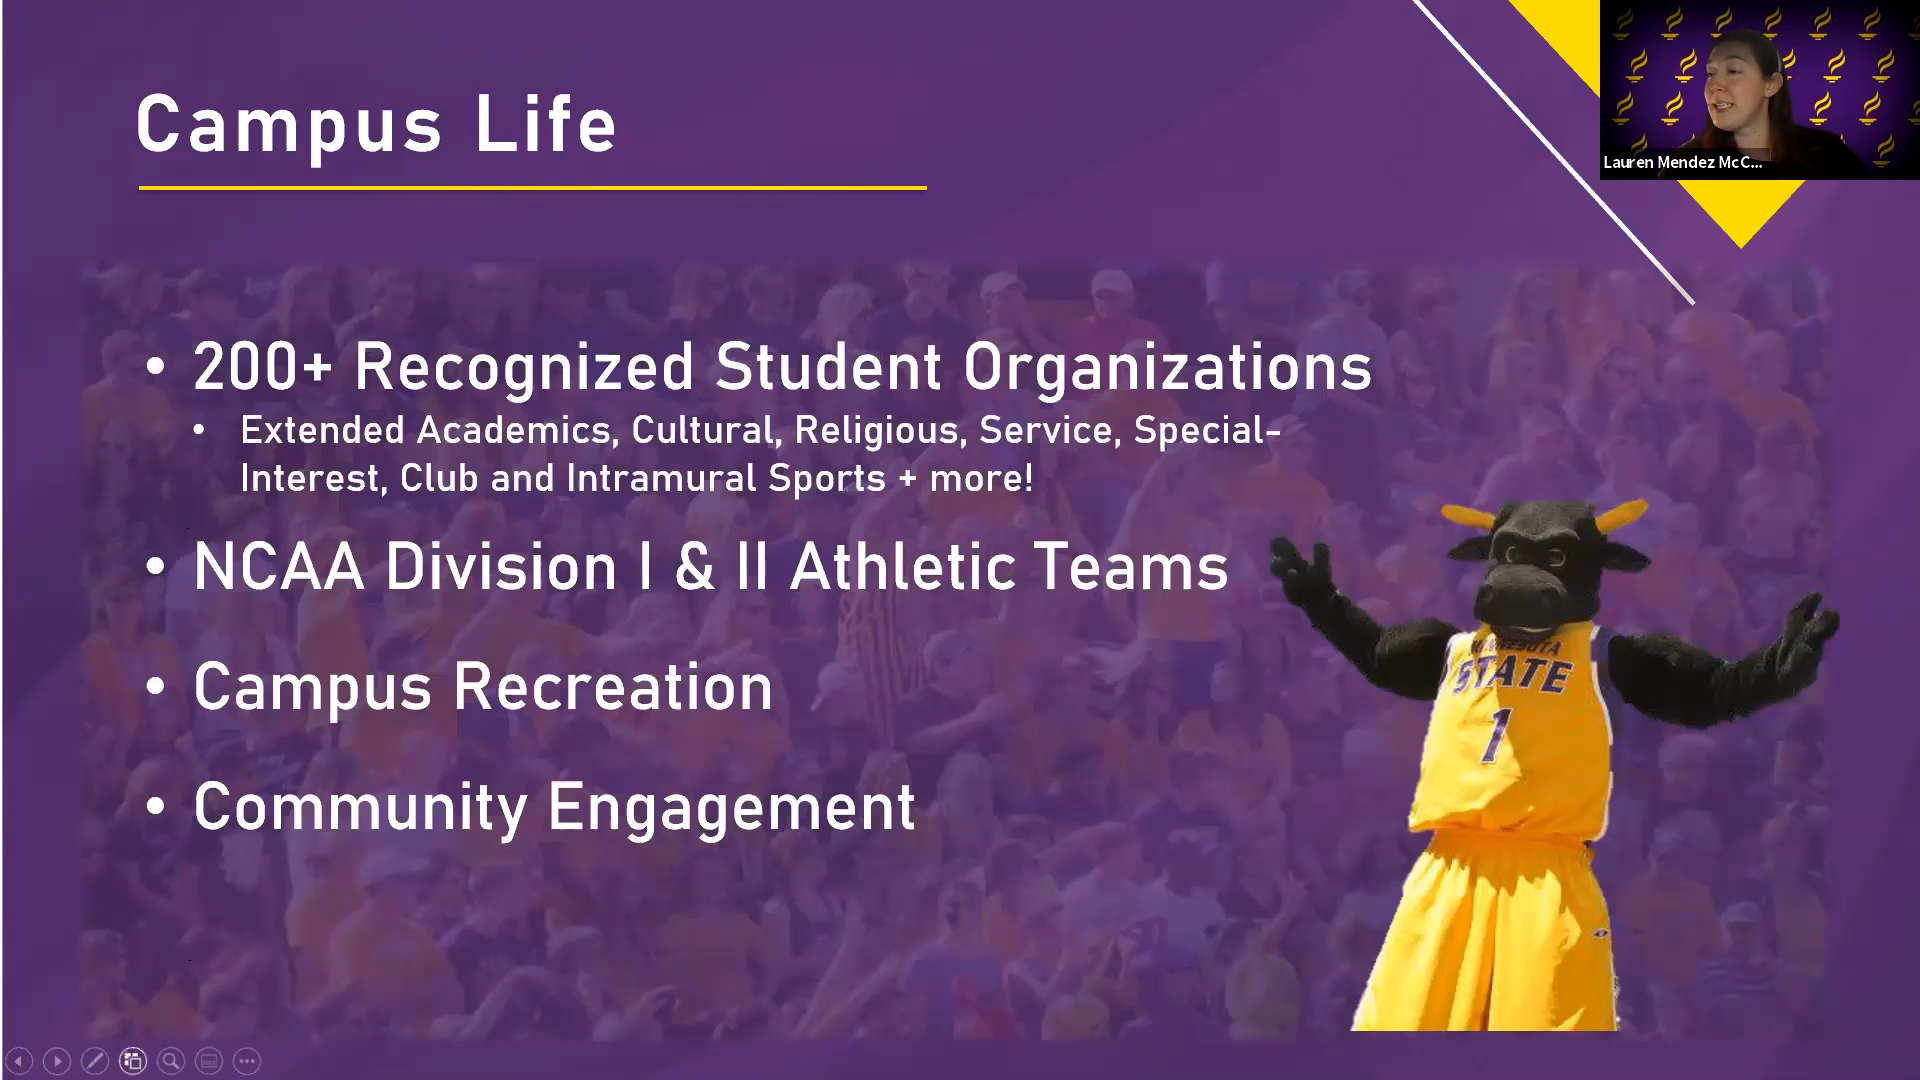 Campus Life
Lauren Mendez McC...
• 200+ Recognized Student Organizations
• Extended Academics, Cultural, Religious, Service, Special-
Interest, Club and Intramural Sports + more!
• NCAA Division I & II Athletic Teams
• Campus Recreation
• Community Engagement
MINNESOTA
STATE
1